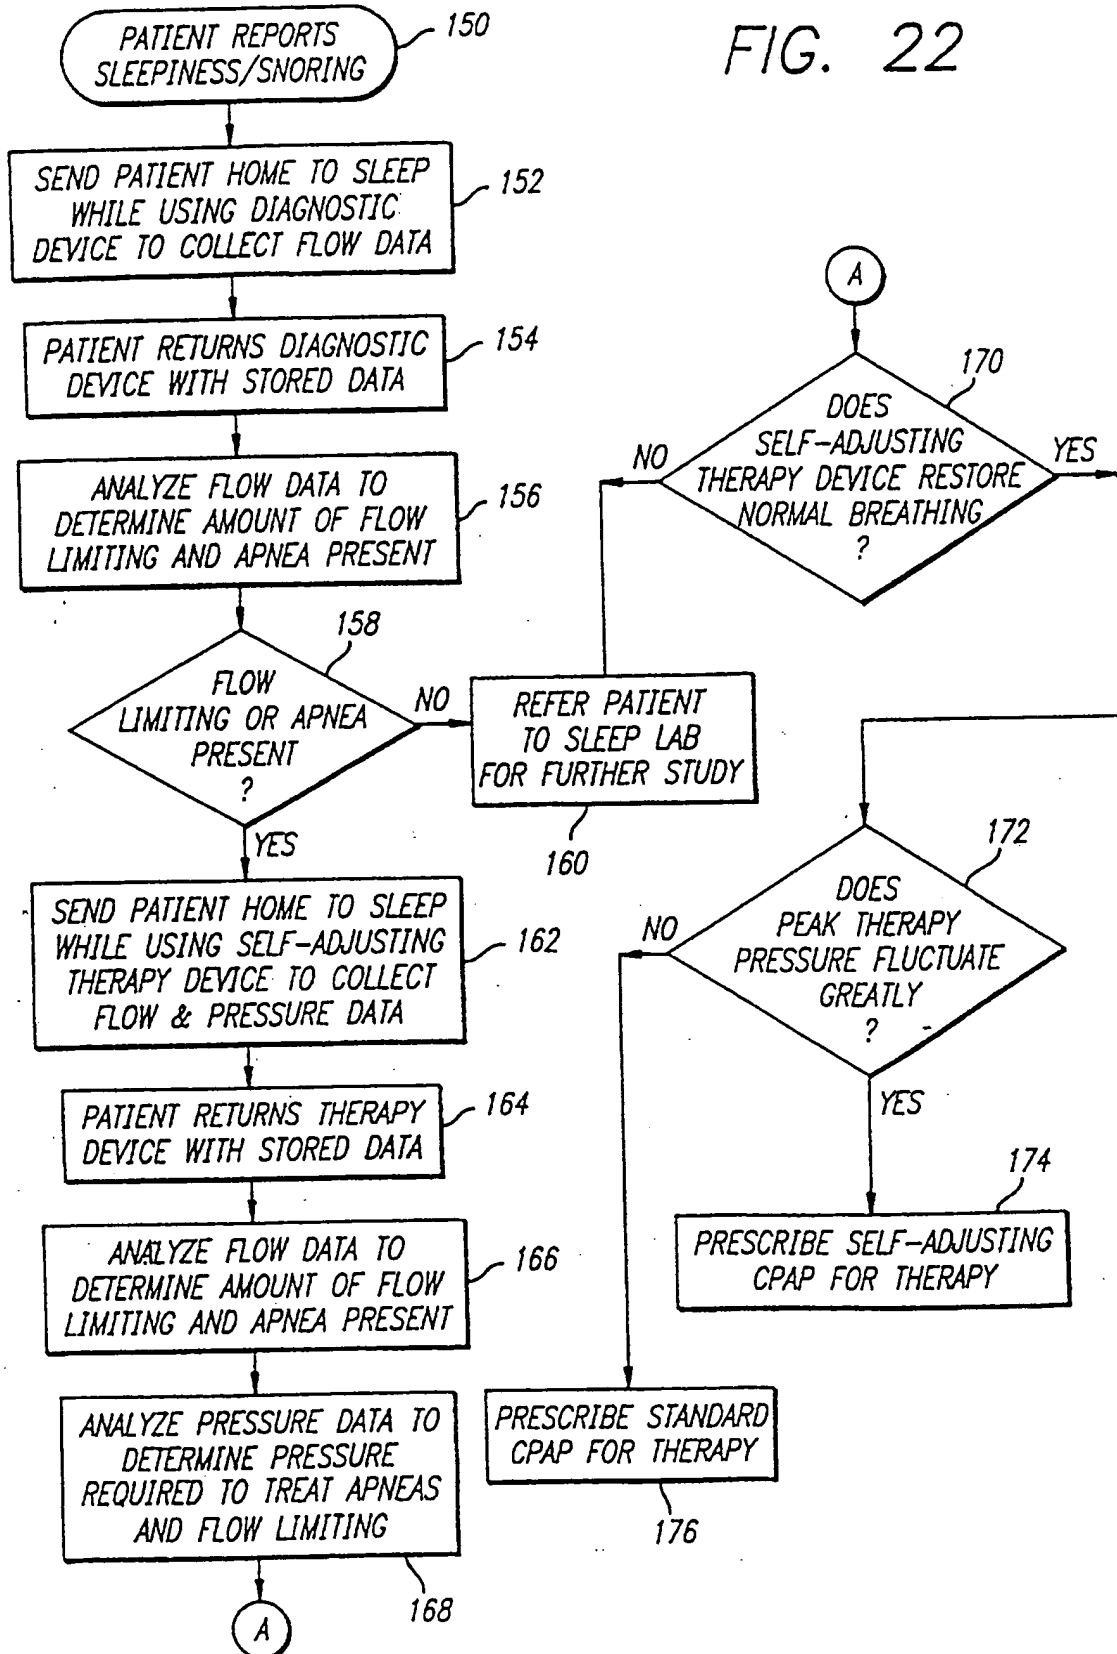 FIG. 22
PATIENT REPORTS
SLEEPINESS/SNORING
150
SEND PATIENT HOME TO SLEEP
WHILE USING DIAGNOSTIC
DEVICE TO COLLECT FLOW DATA
152
PATIENT RETURNS DIAGNOSTIC
DEVICE WITH STORED DATA
154
ANALYZE FLOW DATA TO
DETERMINE AMOUNT OF FLOW
LIMITING AND APNEA PRESENT
156
FLOW
LIMITING OR APNEA
PRESENT
?
158
NO
YES
REFER PATIENT
TO SLEEP LAB
FOR FURTHER STUDY
160
SEND PATIENT HOME TO SLEEP
WHILE USING SELF-ADJUSTING
THERAPY DEVICE TO COLLECT
FLOW & PRESSURE DATA
162
PATIENT RETURNS THERAPY
DEVICE WITH STORED DATA
164
ANALYZE FLOW DATA TO
DETERMINE AMOUNT OF FLOW
LIMITING AND APNEA PRESENT
166
ANALYZE PRESSURE DATA TO
DETERMINE PRESSURE
REQUIRED TO TREAT APNEAS
AND FLOW LIMITING
168
A
A
DOES
SELF-ADJUSTING
THERAPY DEVICE RESTORE
NORMAL BREATHING
?
170
NO
YES
DOES
PEAK THERAPY
PRESSURE FLUCTUATE
GREATLY
?
172
NO
YES
PRESCRIBE SELF-ADJUSTING
CPAP FOR THERAPY
174
PRESCRIBE STANDARD
CPAP FOR THERAPY
176